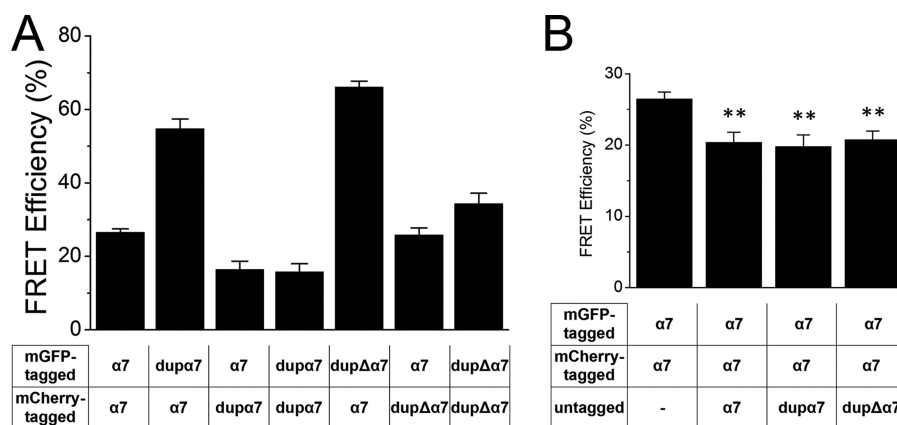 A
FRET Efficiency (%)
80
60
40
20
0
mGFP-tagged α7 dupα7 α7 dupα7 dupΔα7 α7 dupΔα7
mCherry-tagged α7 α7 dupα7 dupα7 α7 dupΔα7 dupΔα7
B
FRET Efficiency (%)
30
20
10
0
** ** **
mGFP-tagged α7 α7 α7 α7
mCherry-tagged α7 α7 α7 α7
untagged - α7 dupα7 dupΔα7